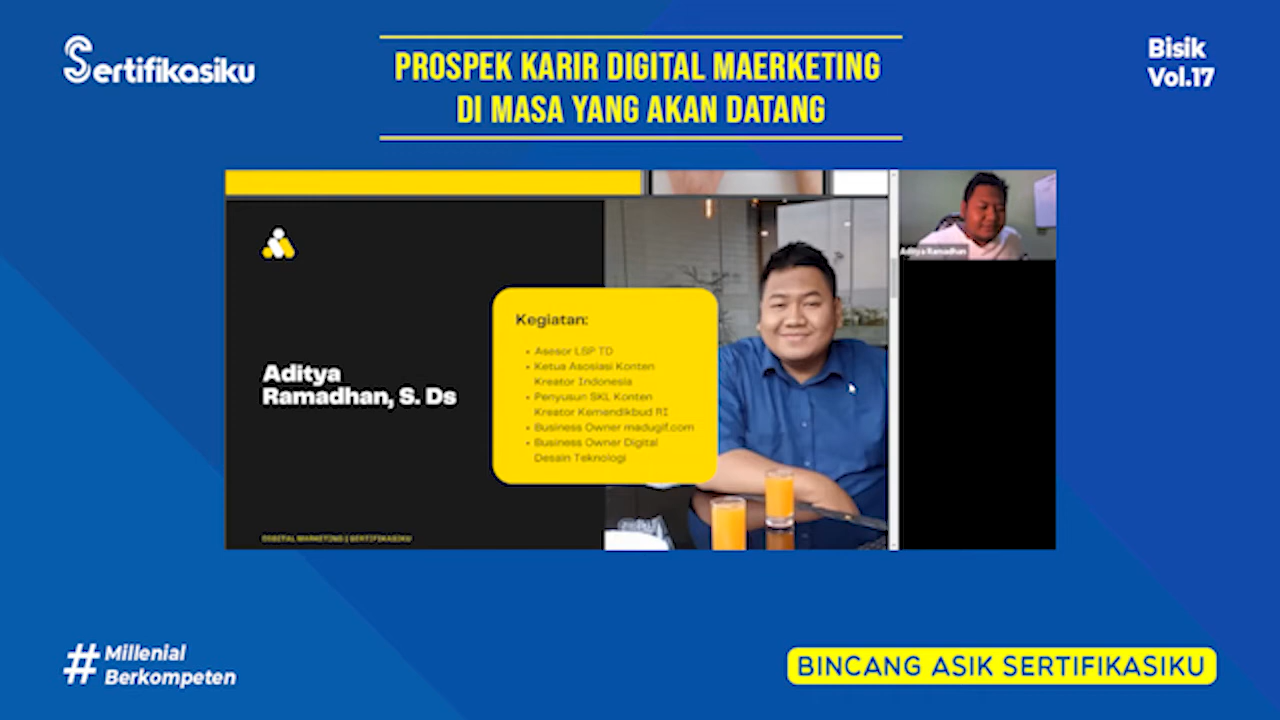 Sertifikasiku
PROSPEK KARIR DIGITAL MAERKETING
DI MASA YANG AKAN DATANG
Bisik
Vol.17
Aditya Ramadhan
Aditya
Ramadhan, S. Ds
Kegiatan:
• Asesor LSP TD
• Ketua Asosiasi Konten
Kreator Indonesia
• Penyusun SKL Konten
Kreator Kemendikbud RI
• Business Owner madugif.com
• Business Owner Digital
Desain Teknologi
DIGITAL MARKETING | SERTIFIKASIKU
# Millenial
Berkompeten
BINCANG ASIK SERTIFIKASIKU